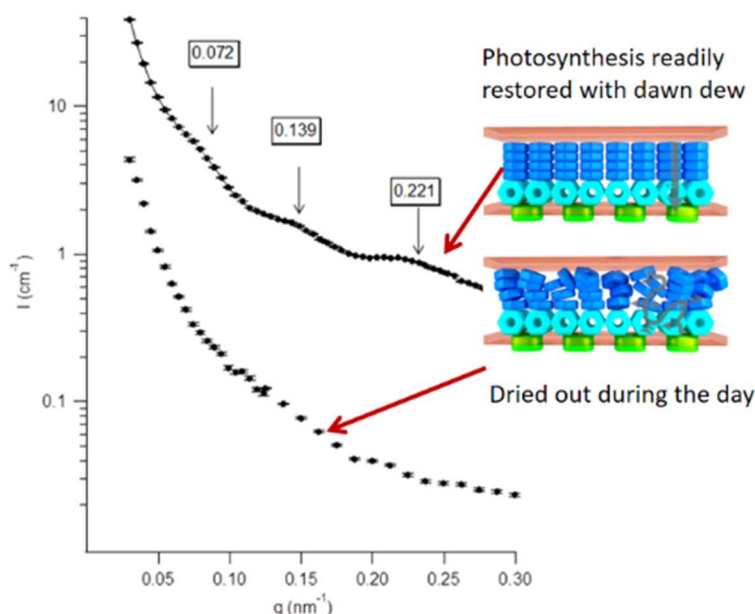 0.072
0.139
0.221
Photosynthesis readily
restored with dawn dew
Dried out during the day
10
1
0.1
I (cm⁻¹)
0.05
0.10
0.15
0.20
0.25
0.30
q (nm⁻¹)